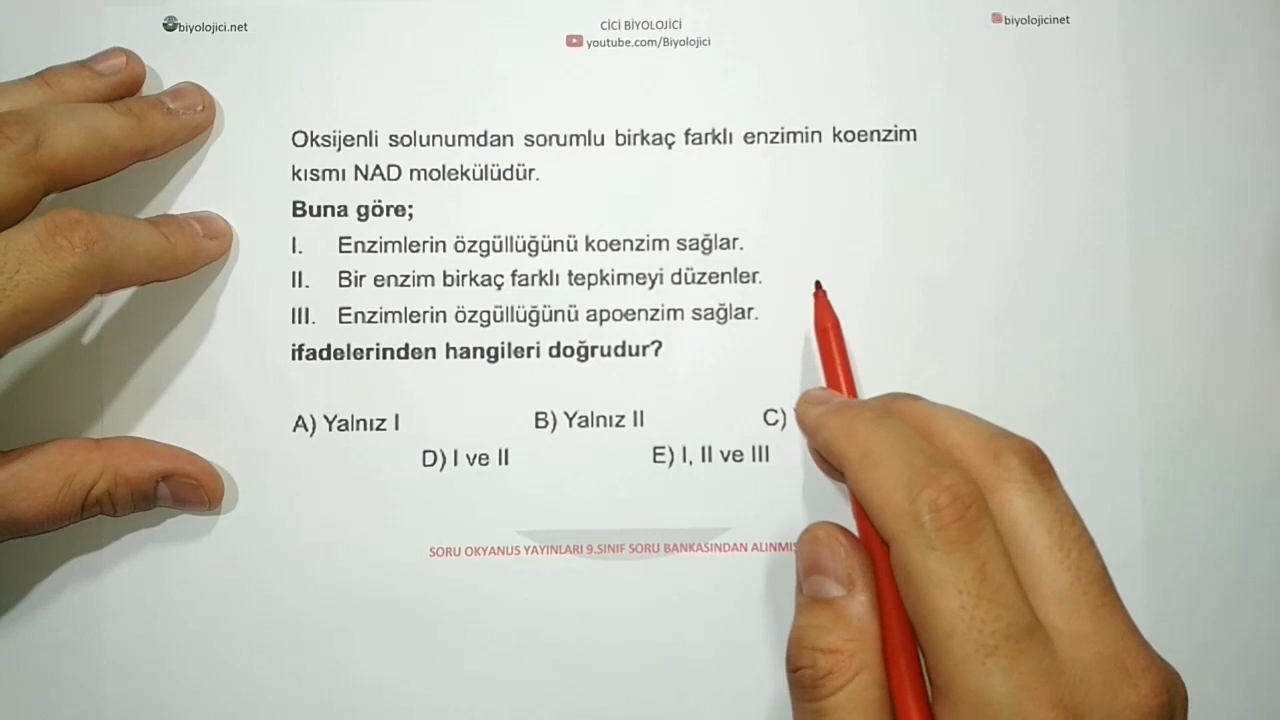 biyolojici.net
CİCİ BİYOLOJİCİ
youtube.com/Biyolojici
biyolojicinet
Oksijenli solunumdan sorumlu birkaç farklı enzimin koenzim
kısmı NAD molekülüdür.
Buna göre;
I. Enzimlerin özgüllüğünü koenzim sağlar.
II. Bir enzim birkaç farklı tepkimeyi düzenler.
III. Enzimlerin özgüllüğünü apoenzim sağlar.
ifadelerinden hangileri doğrudur?
A) Yalnız I B) Yalnız II C)
D) I ve II E) I, II ve III
SORU OKYANUS YAYINLARI 9.SINIF SORU BANKASINDAN